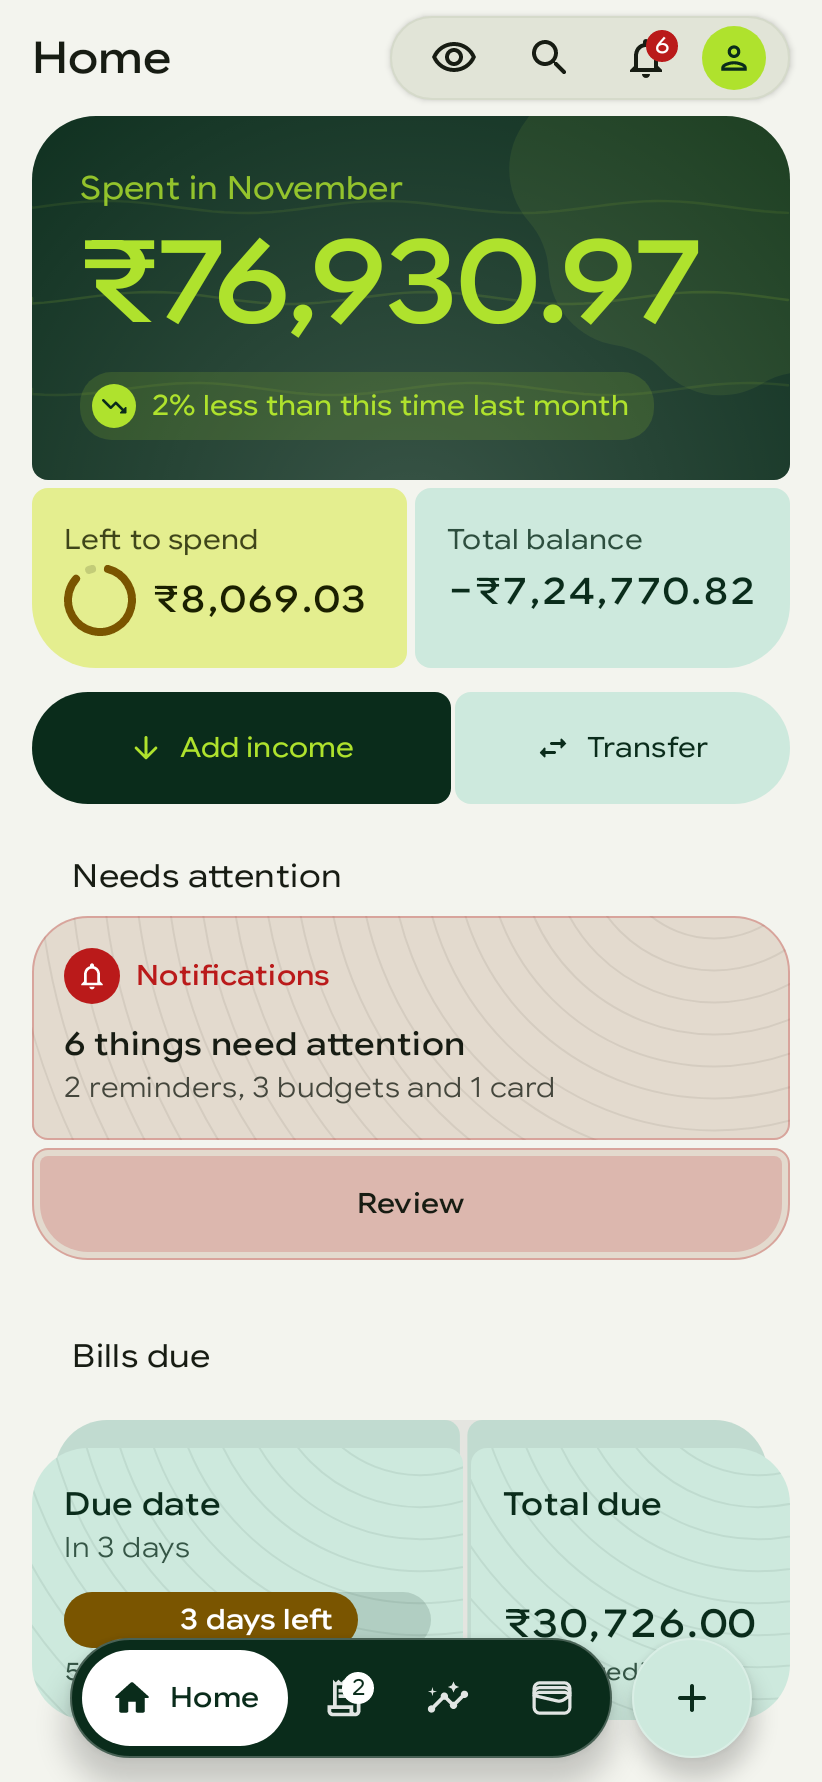 Home
6
Spent in November
₹76,930.97
2% less than this time last month
Left to spend
₹8,069.03
Total balance
−₹7,24,770.82
Add income
Transfer
Needs attention
Notifications
6 things need attention
2 reminders, 3 budgets and 1 card
Review
Bills due
Due date
In 3 days
3 days left
Total due
₹30,726.00
Home
2